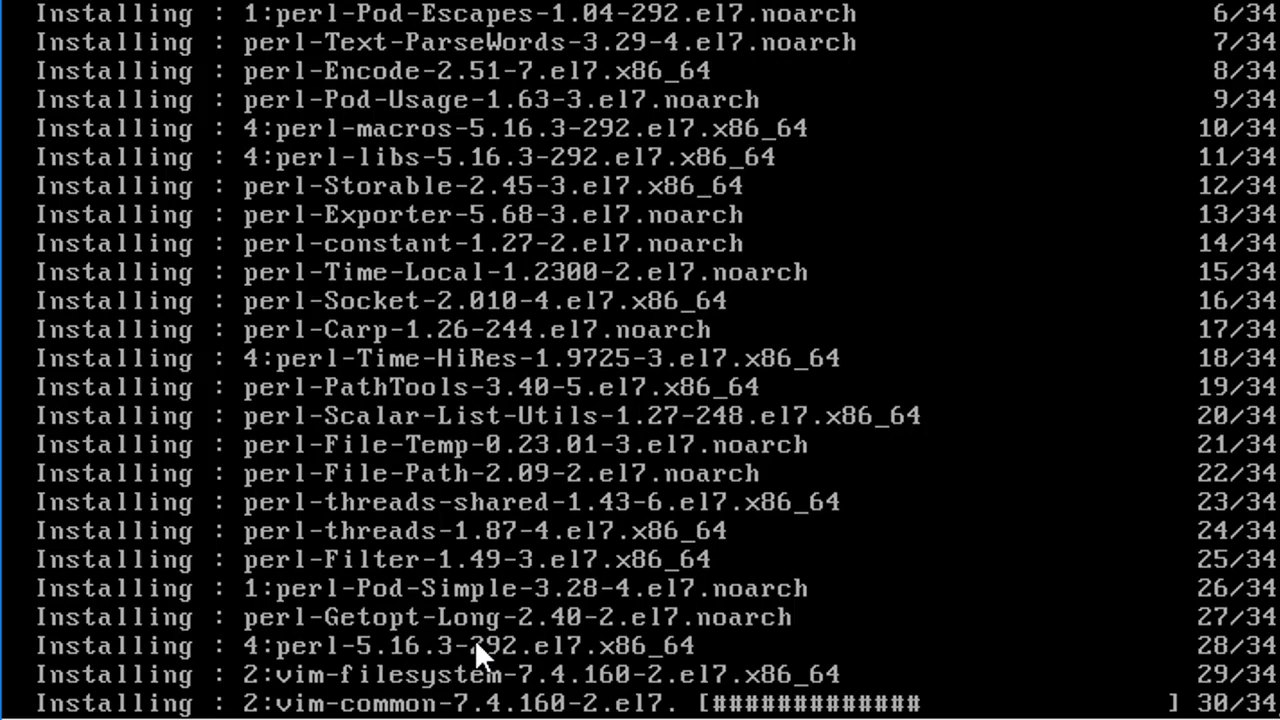 Installing : 1:perl-Pod-Escapes-1.04-292.el7.noarch 6/34
Installing : perl-Text-ParseWords-3.29-4.el7.noarch 7/34
Installing : perl-Encode-2.51-7.el7.x86_64 8/34
Installing : perl-Pod-Usage-1.63-3.el7.noarch 9/34
Installing : 4:perl-macros-5.16.3-292.el7.x86_64 10/34
Installing : 4:perl-libs-5.16.3-292.el7.x86_64 11/34
Installing : perl-Storable-2.45-3.el7.x86_64 12/34
Installing : perl-Exporter-5.68-3.el7.noarch 13/34
Installing : perl-constant-1.27-2.el7.noarch 14/34
Installing : perl-Time-Local-1.2300-2.el7.noarch 15/34
Installing : perl-Socket-2.010-4.el7.x86_64 16/34
Installing : perl-Carp-1.26-244.el7.noarch 17/34
Installing : 4:perl-Time-HiRes-1.9725-3.el7.x86_64 18/34
Installing : perl-PathTools-3.40-5.el7.x86_64 19/34
Installing : perl-Scalar-List-Utils-1.27-248.el7.x86_64 20/34
Installing : perl-File-Temp-0.23.01-3.el7.noarch 21/34
Installing : perl-File-Path-2.09-2.el7.noarch 22/34
Installing : perl-threads-shared-1.43-6.el7.x86_64 23/34
Installing : perl-threads-1.87-4.el7.x86_64 24/34
Installing : perl-Filter-1.49-3.el7.x86_64 25/34
Installing : 1:perl-Pod-Simple-3.28-4.el7.noarch 26/34
Installing : perl-Getopt-Long-2.40-2.el7.noarch 27/34
Installing : 4:perl-5.16.3-292.el7.x86_64 28/34
Installing : 2:vim-filesystem-7.4.160-2.el7.x86_64 29/34
Installing : 2:vim-common-7.4.160-2.el7. [############# ] 30/34